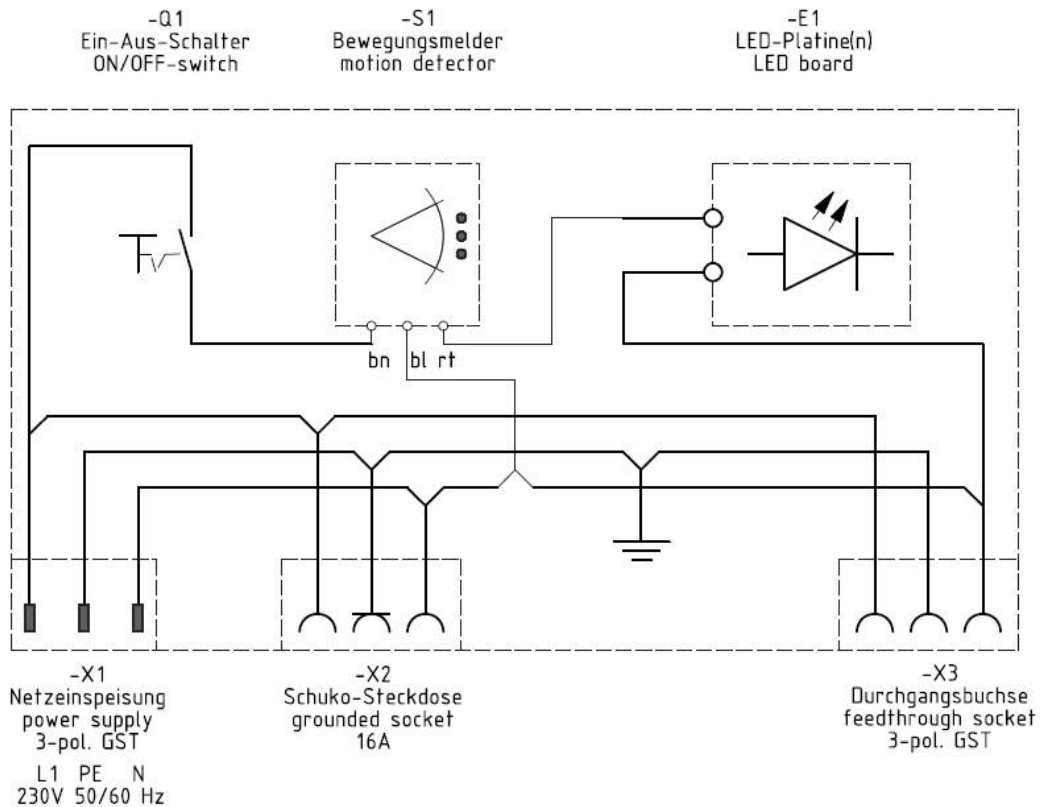 -Q1
Ein-Aus-Schalter
ON/OFF-switch
-S1
Bewegungsmelder
motion detector
-E1
LED-Platine(n)
LED board
bn bl rt
-X1
Netzeinspeisung
power supply
3-pol. GST
L1 PE N
230V 50/60 Hz
-X2
Schuko-Steckdose
grounded socket
16A
-X3
Durchgangsbuchse
feedthrough socket
3-pol. GST